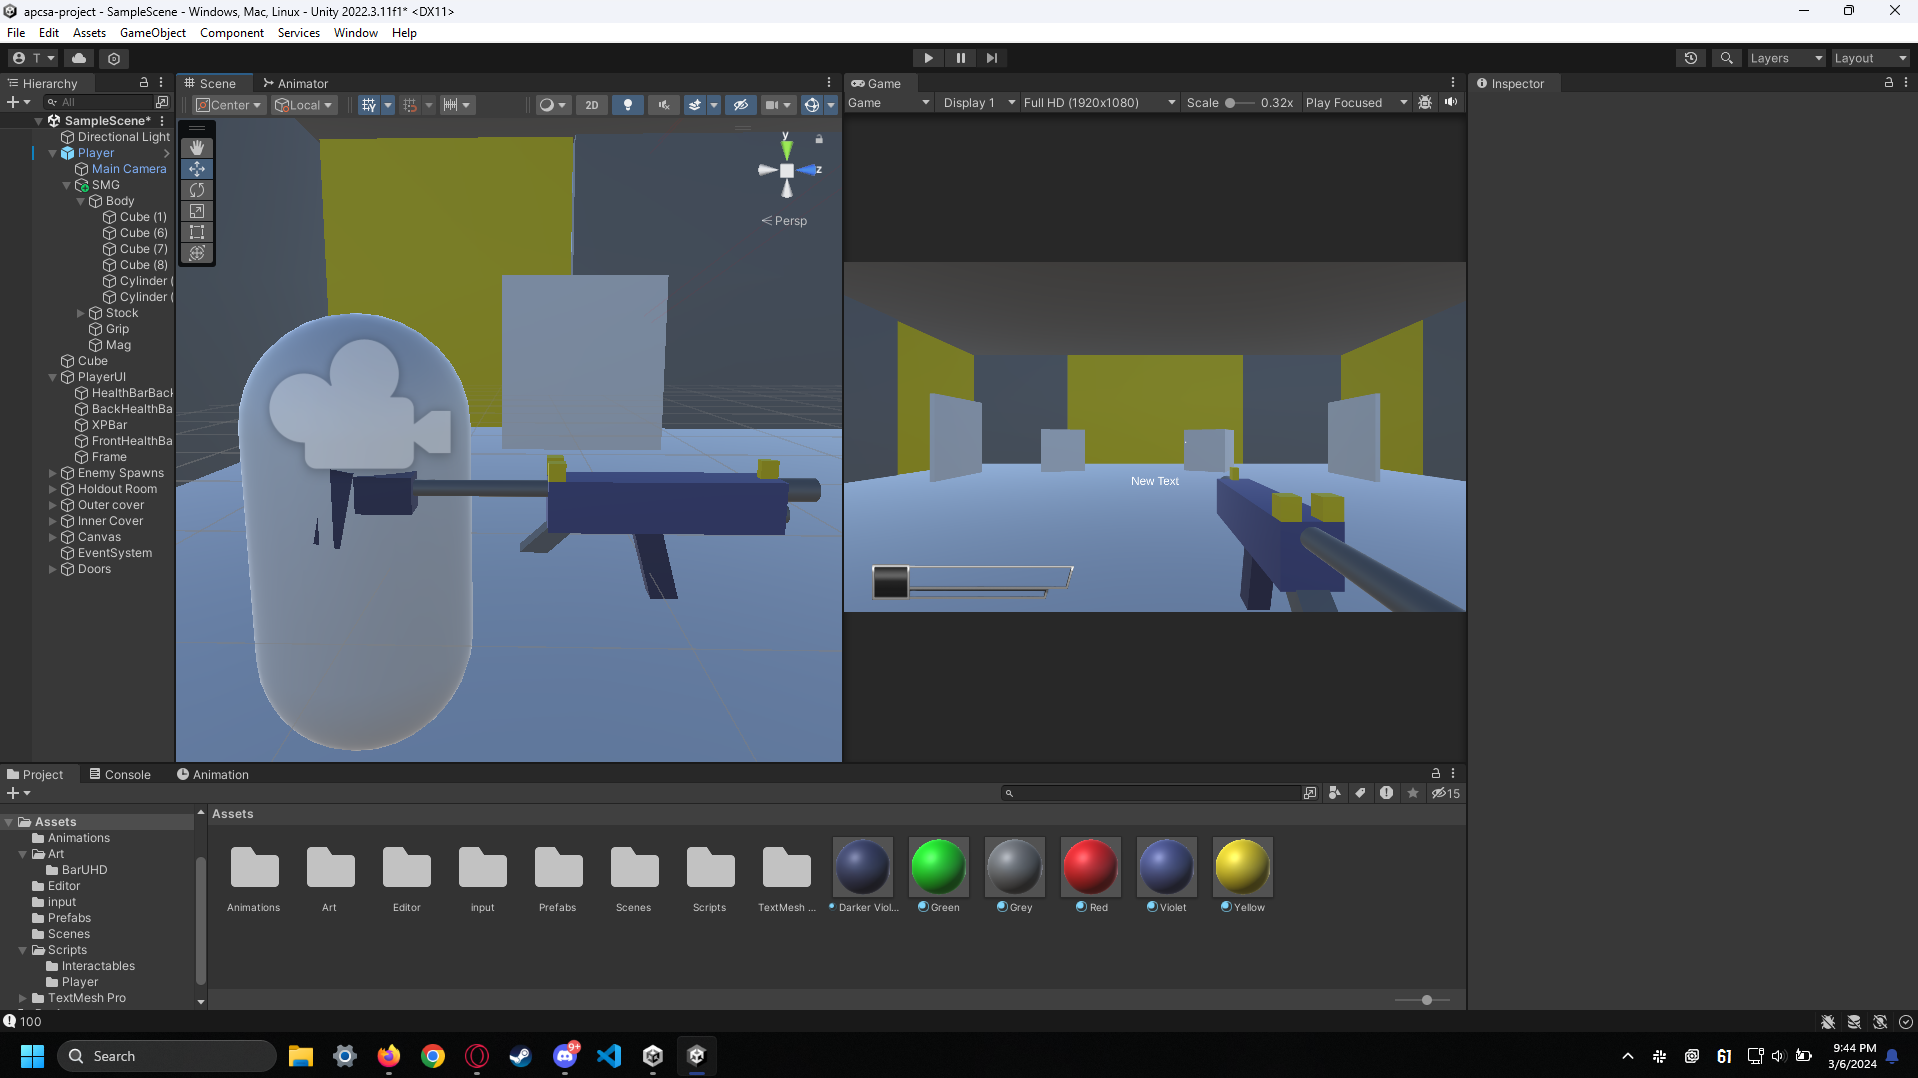 apcsa-project - SampleScene - Windows, Mac, Linux - Unity 2022.3.11f1* <DX11>
File Edit Assets GameObject Component Services Window Help
T
Layers
Layout
Hierarchy
All
SampleScene*
Directional Light
Player
Main Camera
SMG
Body
Cube (1)
Cube (6)
Cube (7)
Cube (8)
Cylinder (
Cylinder (
Stock
Grip
Mag
Cube
PlayerUI
HealthBarBack
BackHealthBa
XPBar
FrontHealthBa
Frame
Enemy Spawns
Holdout Room
Outer cover
Inner Cover
Canvas
EventSystem
Doors
Scene Animator
Center Local 2D
y
z
Persp
Game
Game Display 1 Full HD (1920x1080) Scale 0.32x Play Focused
New Text
Inspector
Project Console Animation
15
Assets
Animations
Art
BarUHD
Editor
input
Prefabs
Scenes
Scripts
Interactables
Player
TextMesh Pro
Assets
Animations Art Editor input Prefabs Scenes Scripts TextMesh ... Darker Viol... Green Grey Red Violet Yellow
100
Search
9+
61
9:44 PM
3/6/2024